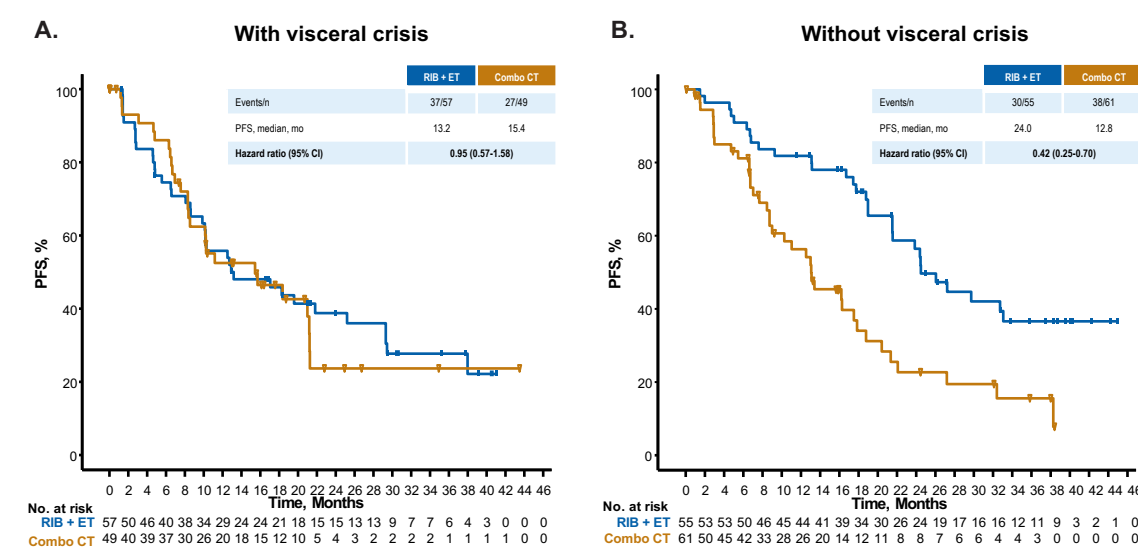 A.
With visceral crisis
RIB + ET Combo CT
Events/n 37/57 27/49
PFS, median, mo 13.2 15.4
Hazard ratio (95% CI) 0.95 (0.57-1.58)
PFS, %
100
80
60
40
20
0
0 2 4 6 8 10 12 14 16 18 20 22 24 26 28 30 32 34 36 38 40 42 44 46
Time, Months
No. at risk
RIB + ET 57 50 46 40 38 34 29 24 24 21 18 15 15 13 13 9 7 7 6 4 3 0 0 0
Combo CT 49 40 39 37 30 26 20 18 15 12 10 5 4 3 2 2 2 2 1 1 1 1 0 0
B.
Without visceral crisis
RIB + ET Combo CT
Events/n 30/55 38/61
PFS, median, mo 24.0 12.8
Hazard ratio (95% CI) 0.42 (0.25-0.70)
PFS, %
100
80
60
40
20
0
0 2 4 6 8 10 12 14 16 18 20 22 24 26 28 30 32 34 36 38 40 42 44 46
Time, Months
No. at risk
RIB + ET 55 53 53 50 46 45 44 41 39 34 30 26 24 19 17 16 16 12 11 9 3 2 1 0
Combo CT 61 50 45 42 33 28 26 20 14 12 11 8 8 7 6 6 4 4 3 0 0 0 0 0